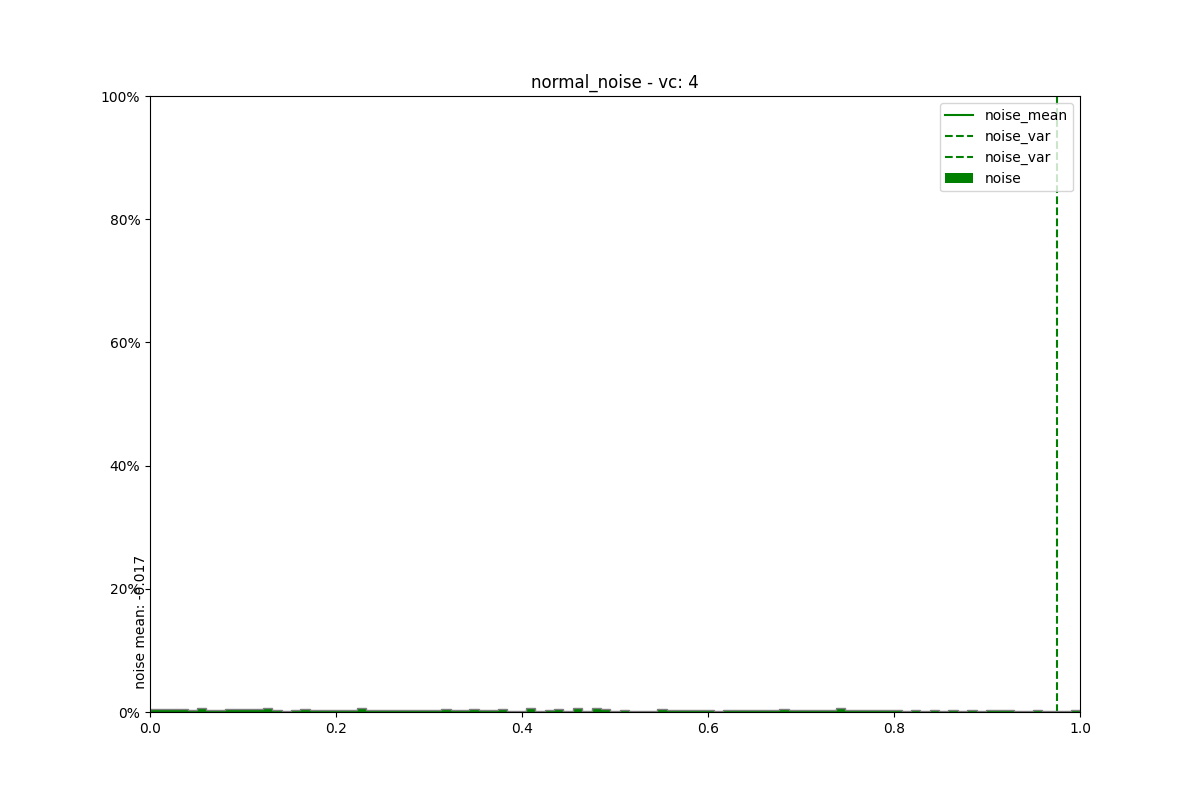 normal_noise - vc: 4
100%
80%
60%
40%
20%
0%
noise mean: -0.017
noise_mean
noise_var
noise_var
noise
0.0 0.2 0.4 0.6 0.8 1.0